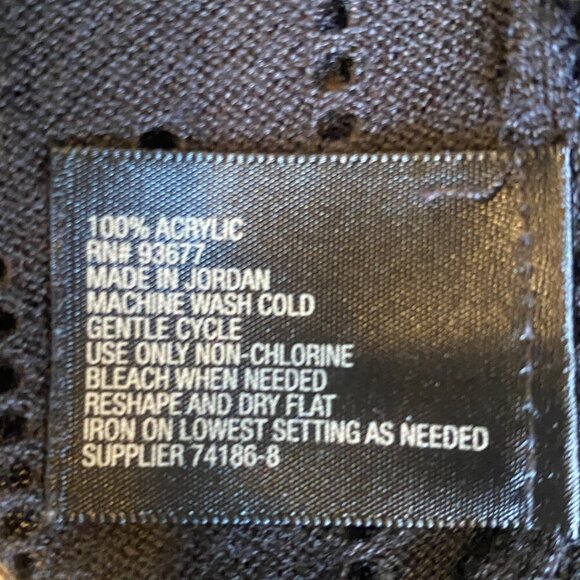 100% ACRYLIC
RN# 93677
MADE IN JORDAN
MACHINE WASH COLD
GENTLE CYCLE
USE ONLY NON-CHLORINE
BLEACH WHEN NEEDED
RESHAPE AND DRY FLAT
IRON ON LOWEST SETTING AS NEEDED
SUPPLIER 74186-8